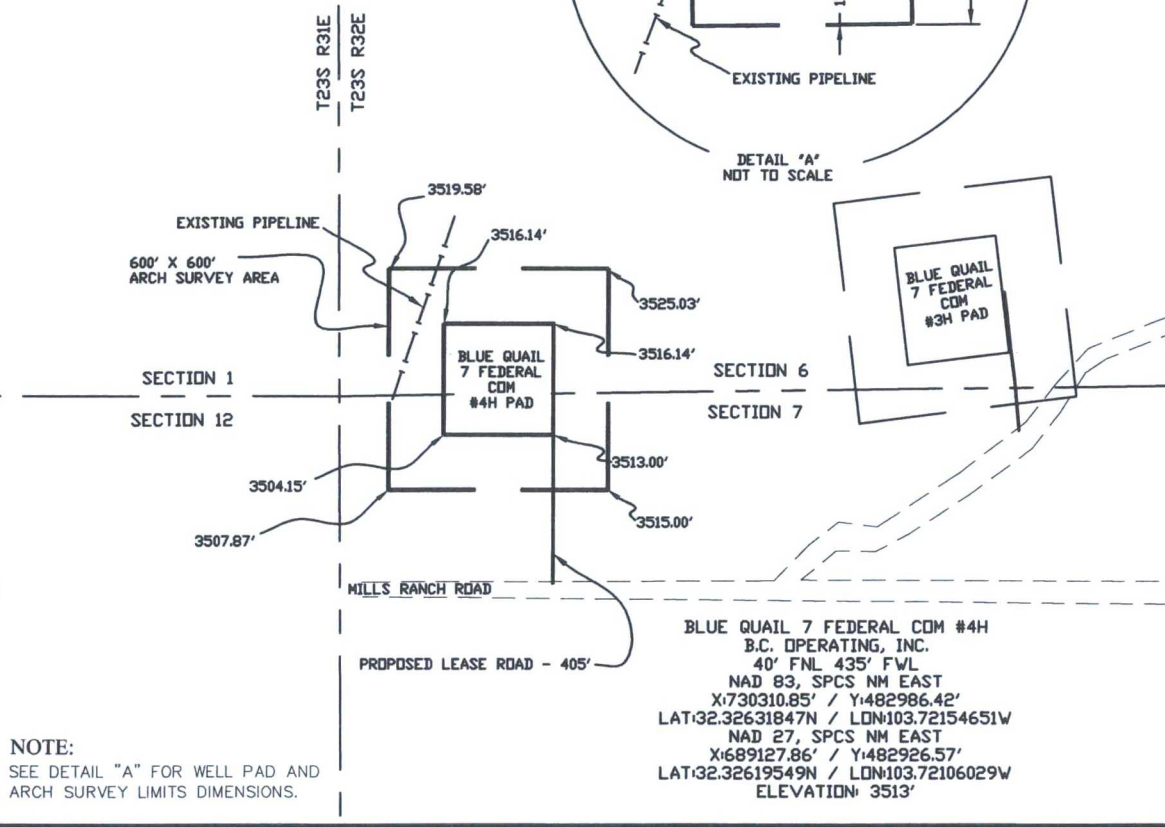 T23S R31E
T23S R32E
1
EXISTING PIPELINE
DETAIL "A"
NOT TO SCALE
3519.58'
EXISTING PIPELINE
3516.14'
600' X 600'
ARCH SURVEY AREA
3525.03'
BLUE QUAIL
7 FEDERAL
COM
#3H PAD
BLUE QUAIL
7 FEDERAL
COM
#4H PAD
3516.14'
SECTION 1
SECTION 6
SECTION 12
SECTION 7
3513.00'
3504.15'
3515.00'
3507.87'
MILLS RANCH ROAD
PROPOSED LEASE ROAD - 405'
BLUE QUAIL 7 FEDERAL COM #4H
B.C. OPERATING, INC.
40' FNL 435' FWL
NAD 83, SPCS NM EAST
X:730310.85' / Y:482986.42'
LAT:32.32631847N / LON:103.72154651W
NAD 27, SPCS NM EAST
X:689127.86' / Y:482926.57'
LAT:32.32619549N / LON:103.72106029W
ELEVATION: 3513'
NOTE:
SEE DETAIL "A" FOR WELL PAD AND
ARCH SURVEY LIMITS DIMENSIONS.